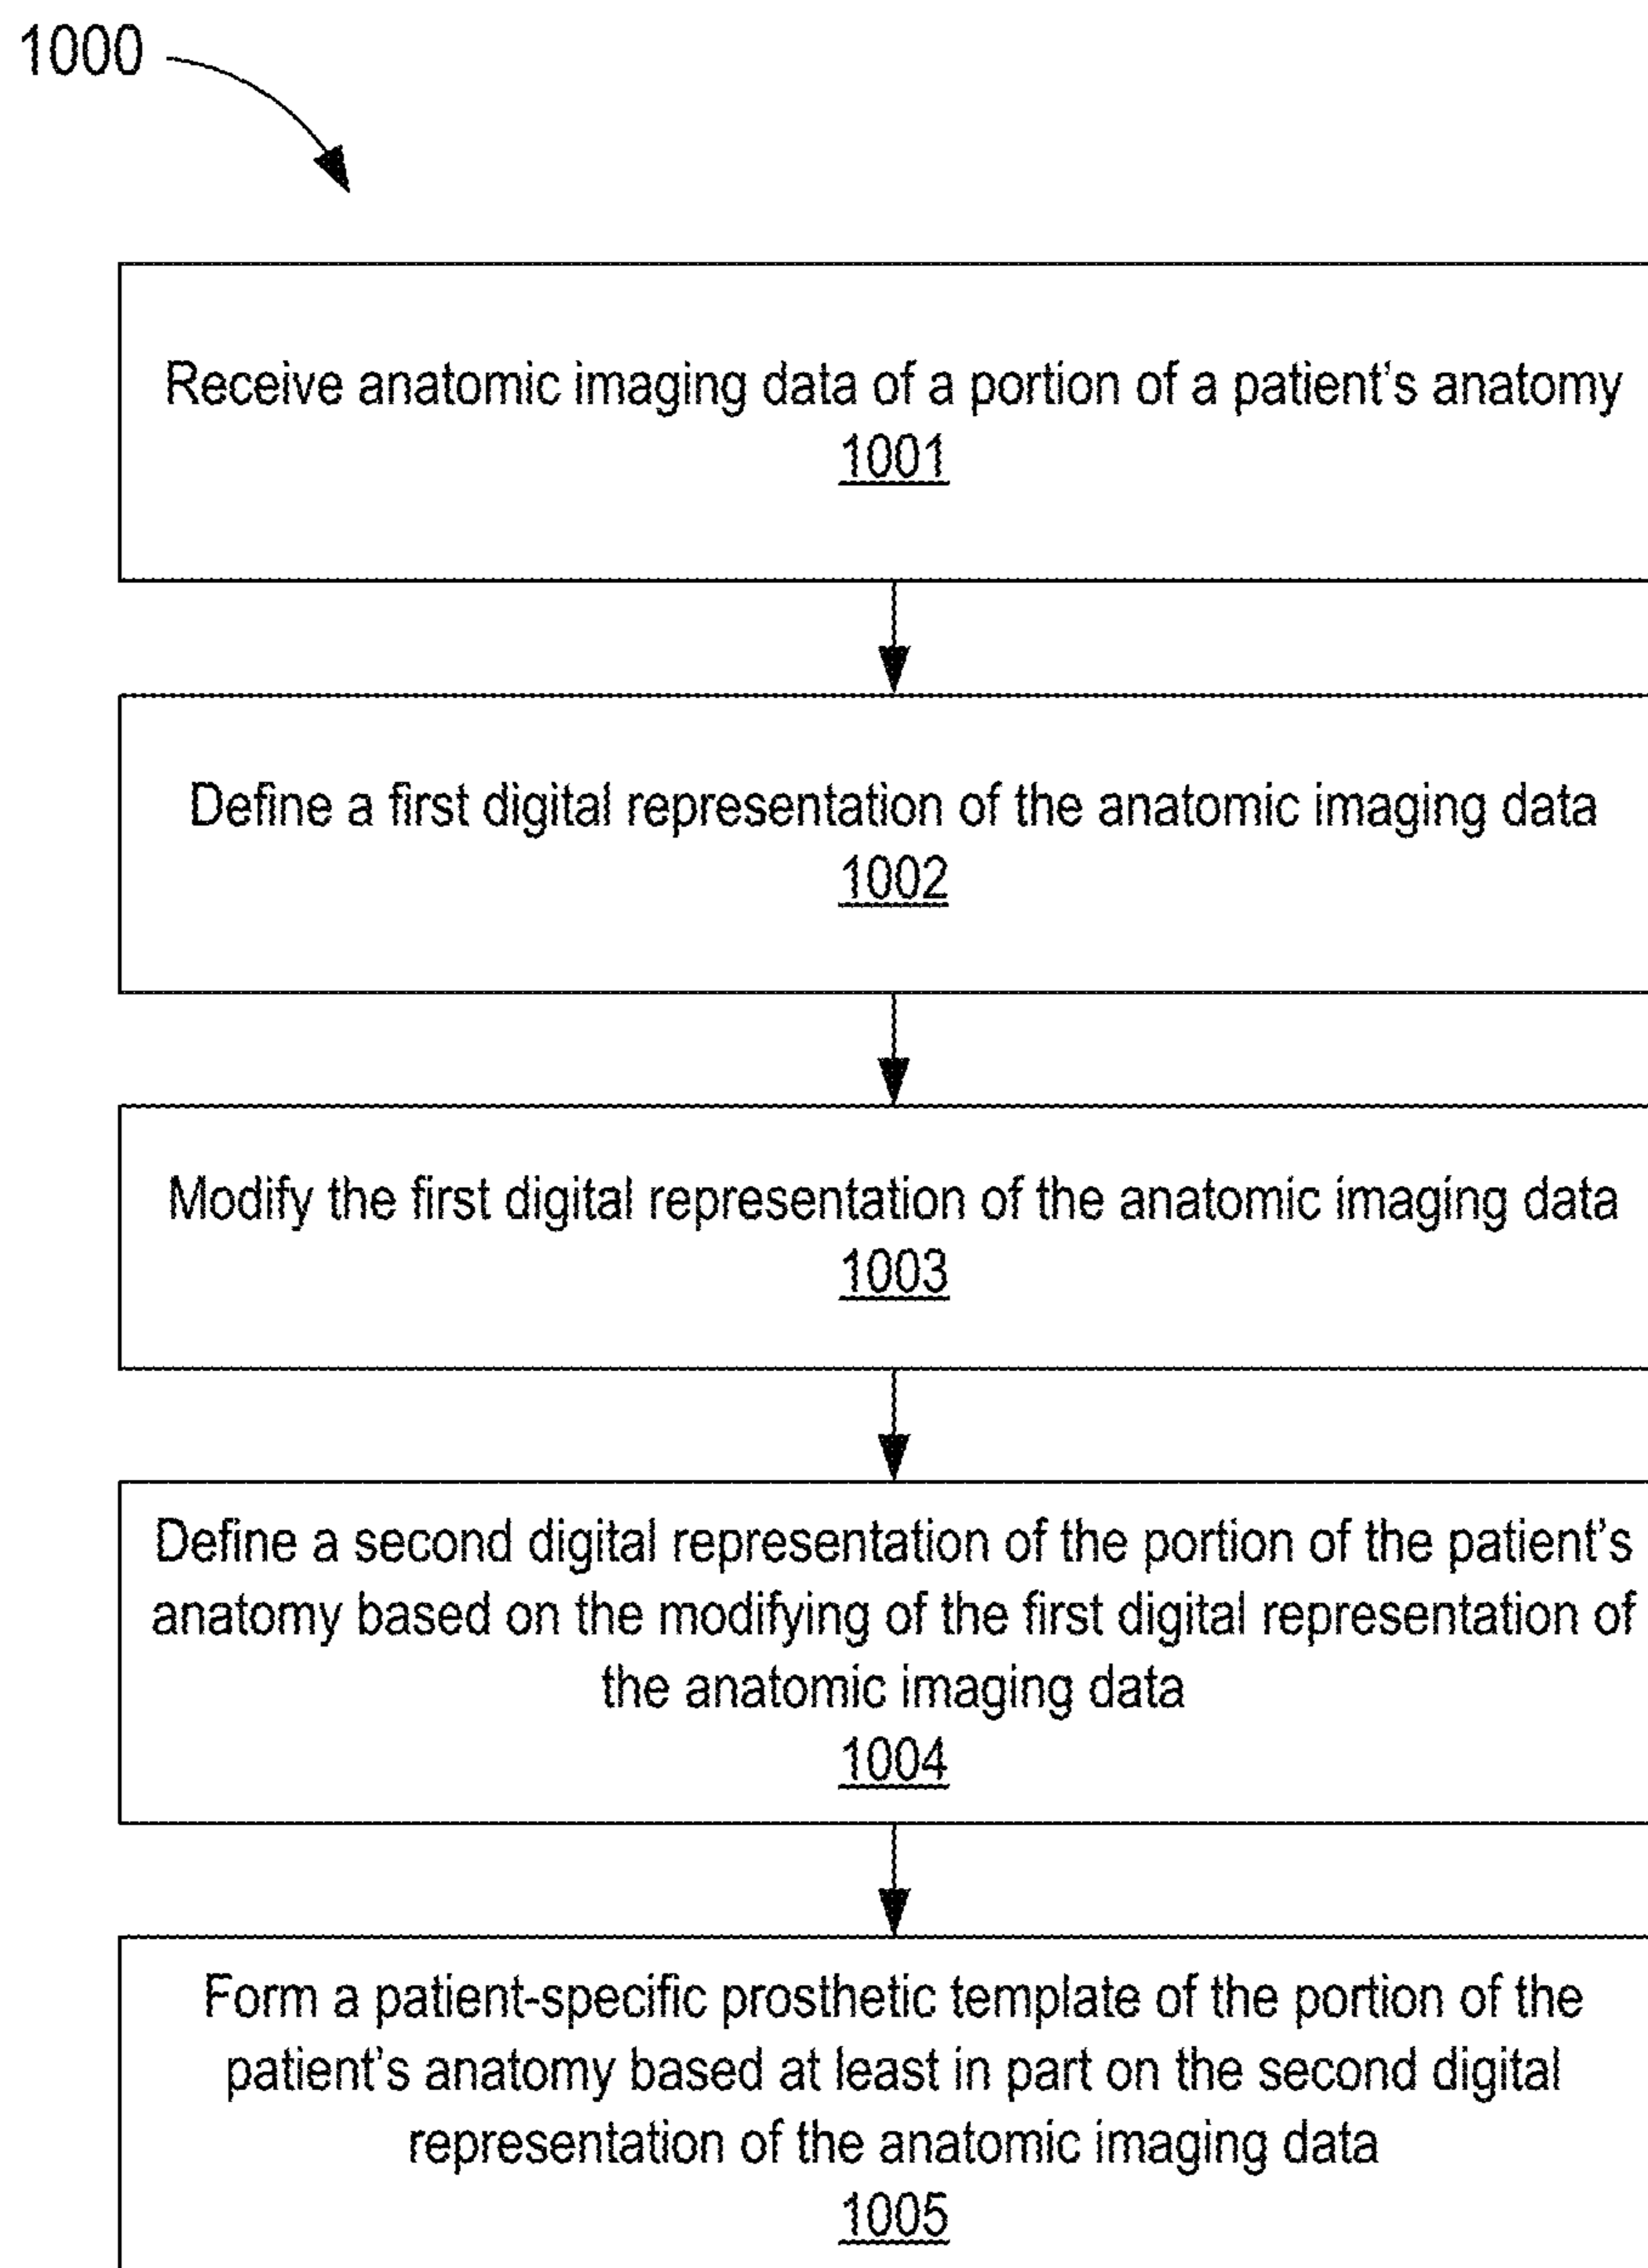 1000
Receive anatomic imaging data of a portion of a patient's anatomy
1001
Define a first digital representation of the anatomic imaging data
1002
Modify the first digital representation of the anatomic imaging data
1003
Define a second digital representation of the portion of the patient's
anatomy based on the modifying of the first digital representation of
the anatomic imaging data
1004
Form a patient-specific prosthetic template of the portion of the
patient's anatomy based at least in part on the second digital
representation of the anatomic imaging data
1005